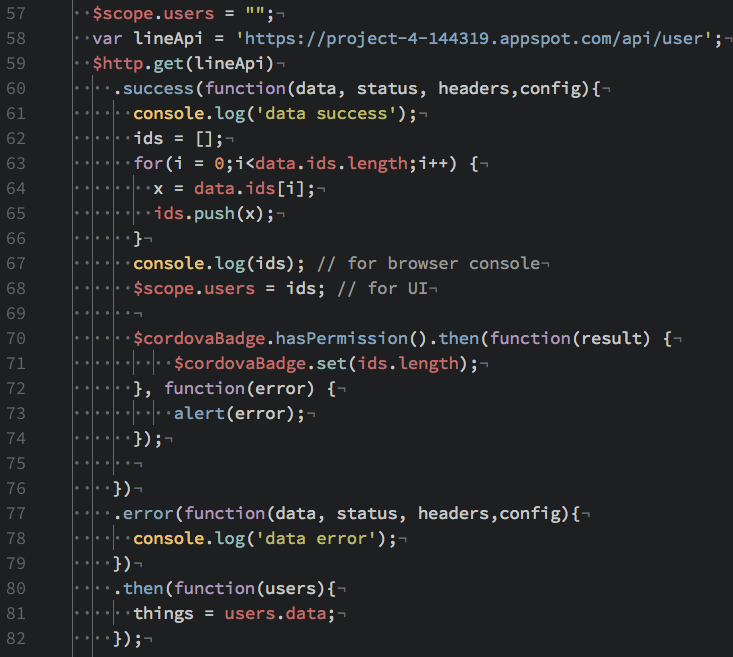 57 $scope.users = "";
58 var lineApi = 'https://project-4-144319.appspot.com/api/user';
59 $http.get(lineApi)
60 .success(function(data, status, headers,config){
61 console.log('data success');
62 ids = [];
63 for(i = 0;i<data.ids.length;i++) {
64 x = data.ids[i];
65 ids.push(x);
66 }
67 console.log(ids); // for browser console
68 $scope.users = ids; // for UI
69
70 $cordovaBadge.hasPermission().then(function(result) {
71 $cordovaBadge.set(ids.length);
72 }, function(error) {
73 alert(error);
74 });
75
76 })
77 .error(function(data, status, headers,config){
78 console.log('data error');
79 })
80 .then(function(users){
81 things = users.data;
82 });